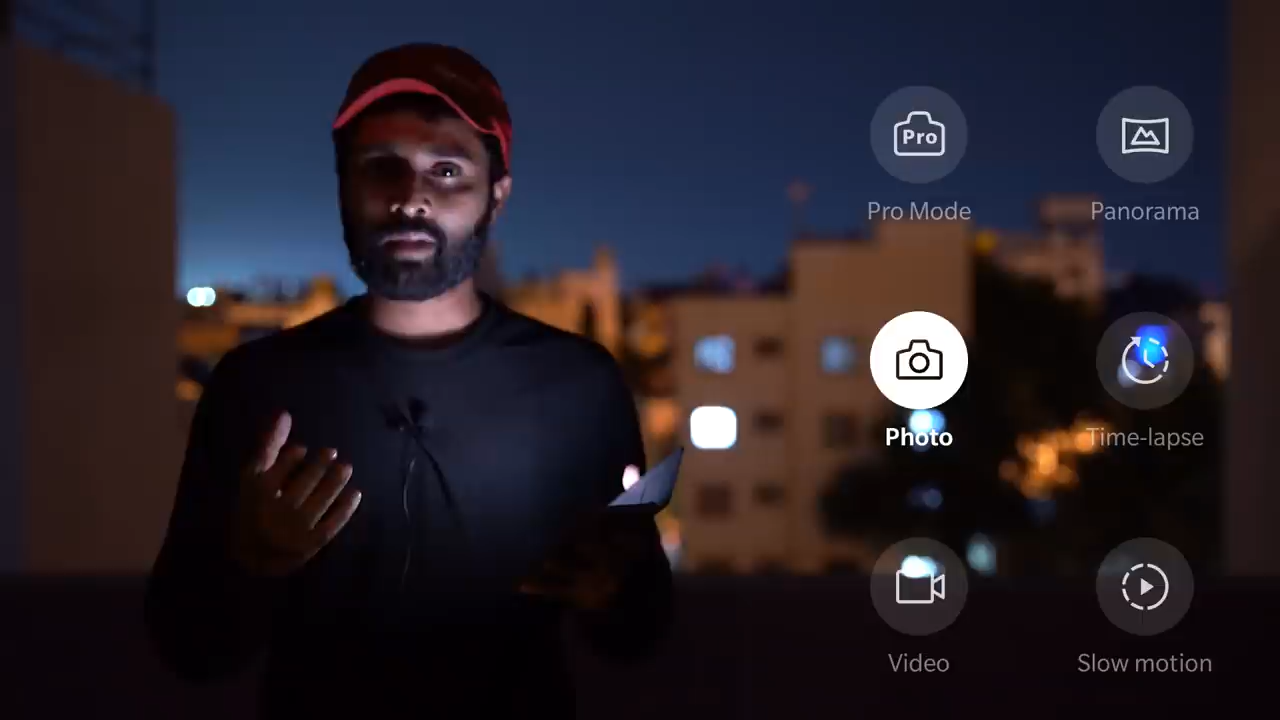 Pro
Pro Mode
Panorama
Photo
Time-lapse
Video
Slow motion